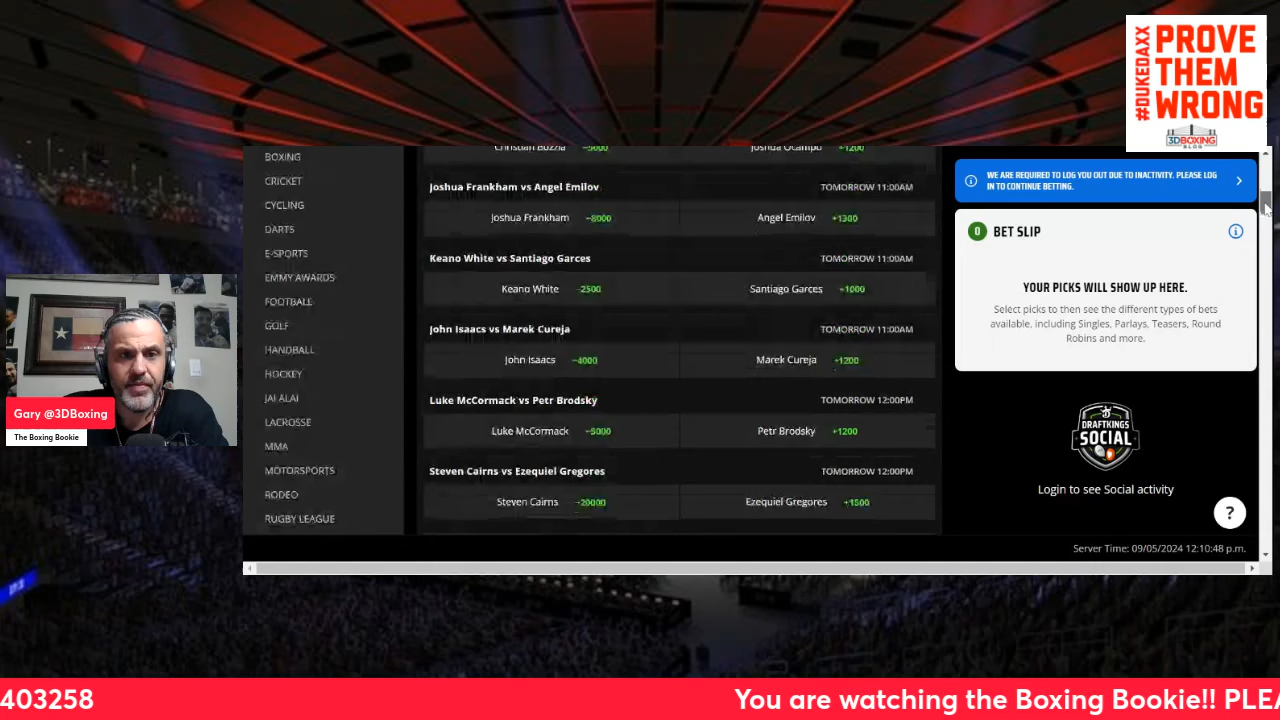 #DUKEDAXX
PROVE
THEM
WRONG
3DBOXING
BLOG
BOXING
CRICKET
CYCLING
DARTS
E-SPORTS
EMMY AWARDS
FOOTBALL
GOLF
HANDBALL
HOCKEY
JAI ALAI
LACROSSE
MMA
MOTORSPORTS
RODEO
RUGBY LEAGUE
-5000 Joshua Ocampo +1200
Joshua Frankham vs Angel Emilov TOMORROW 11:00AM
Joshua Frankham -8000 Angel Emilov +1300
Keano White vs Santiago Garces TOMORROW 11:00AM
Keano White -2500 Santiago Garces +1000
John Isaacs vs Marek Cureja TOMORROW 11:00AM
John Isaacs -4000 Marek Cureja +1200
Luke McCormack vs Petr Brodsky TOMORROW 12:00PM
Luke McCormack -5000 Petr Brodsky +1200
Steven Cairns vs Ezequiel Gregores TOMORROW 12:00PM
Steven Cairns -20000 Ezequiel Gregores +1500
WE ARE REQUIRED TO LOG YOU OUT DUE TO INACTIVITY. PLEASE LOG
IN TO CONTINUE BETTING.
0 BET SLIP
YOUR PICKS WILL SHOW UP HERE.
Select picks to then see the different types of bets
available, including Singles, Parlays, Teasers, Round
Robins and more.
DRAFTKINGS
SOCIAL
Login to see Social activity
?
Server Time: 09/05/2024 12:10:48 p.m.
Gary @3DBoxing
The Boxing Bookie
403258 You are watching the Boxing Bookie!! PLEA